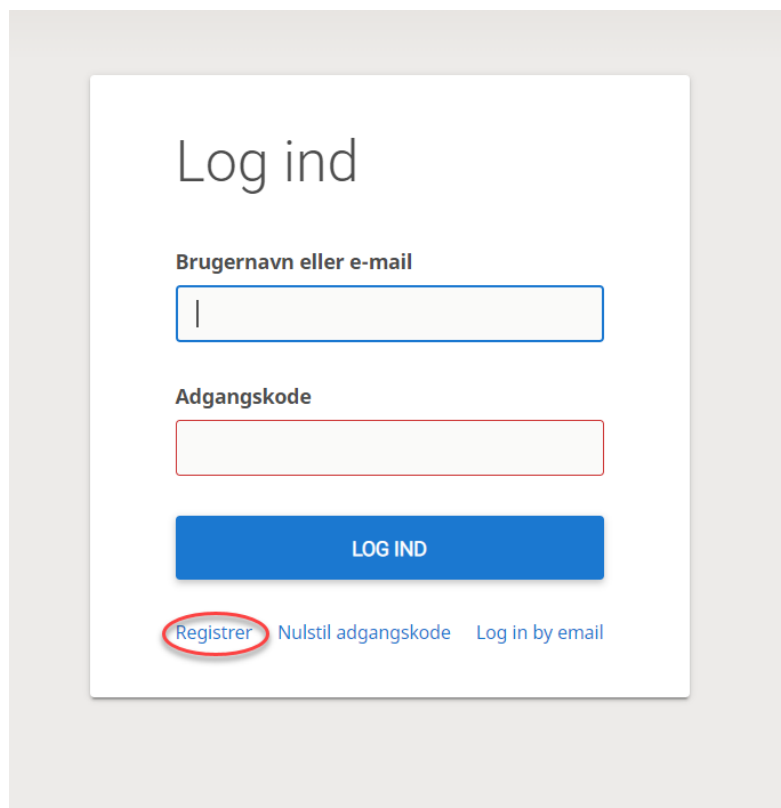 Log ind
Brugernavn eller e-mail
Adgangskode
LOG IND
Registrer Nulstil adgangskode Log in by email